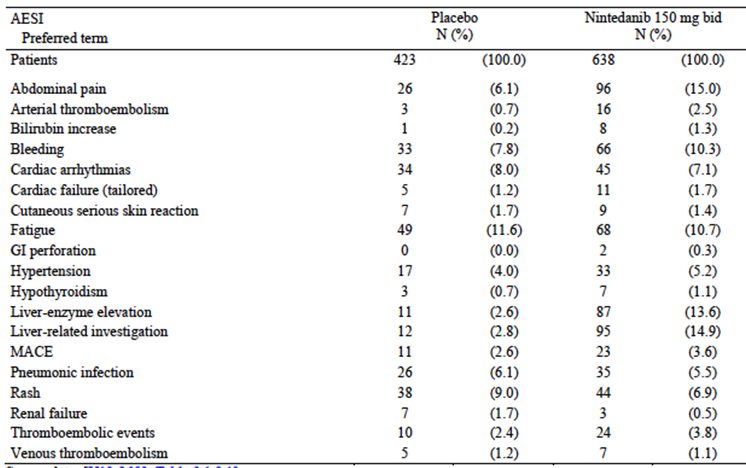 AESI Placebo Nintedanib 150 mg bid
Preferred term N (%) N (%)
Patients 423 (100.0) 638 (100.0)
Abdominal pain 26 (6.1) 96 (15.0)
Arterial thromboembolism 3 (0.7) 16 (2.5)
Bilirubin increase 1 (0.2) 8 (1.3)
Bleeding 33 (7.8) 66 (10.3)
Cardiac arrhythmias 34 (8.0) 45 (7.1)
Cardiac failure (tailored) 5 (1.2) 11 (1.7)
Cutaneous serious skin reaction 7 (1.7) 9 (1.4)
Fatigue 49 (11.6) 68 (10.7)
GI perforation 0 (0.0) 2 (0.3)
Hypertension 17 (4.0) 33 (5.2)
Hypothyroidism 3 (0.7) 7 (1.1)
Liver-enzyme elevation 11 (2.6) 87 (13.6)
Liver-related investigation 12 (2.8) 95 (14.9)
MACE 11 (2.6) 23 (3.6)
Pneumonic infection 26 (6.1) 35 (5.5)
Rash 38 (9.0) 44 (6.9)
Renal failure 7 (1.7) 3 (0.5)
Thromboembolic events 10 (2.4) 24 (3.8)
Venous thromboembolism 5 (1.2) 7 (1.1)